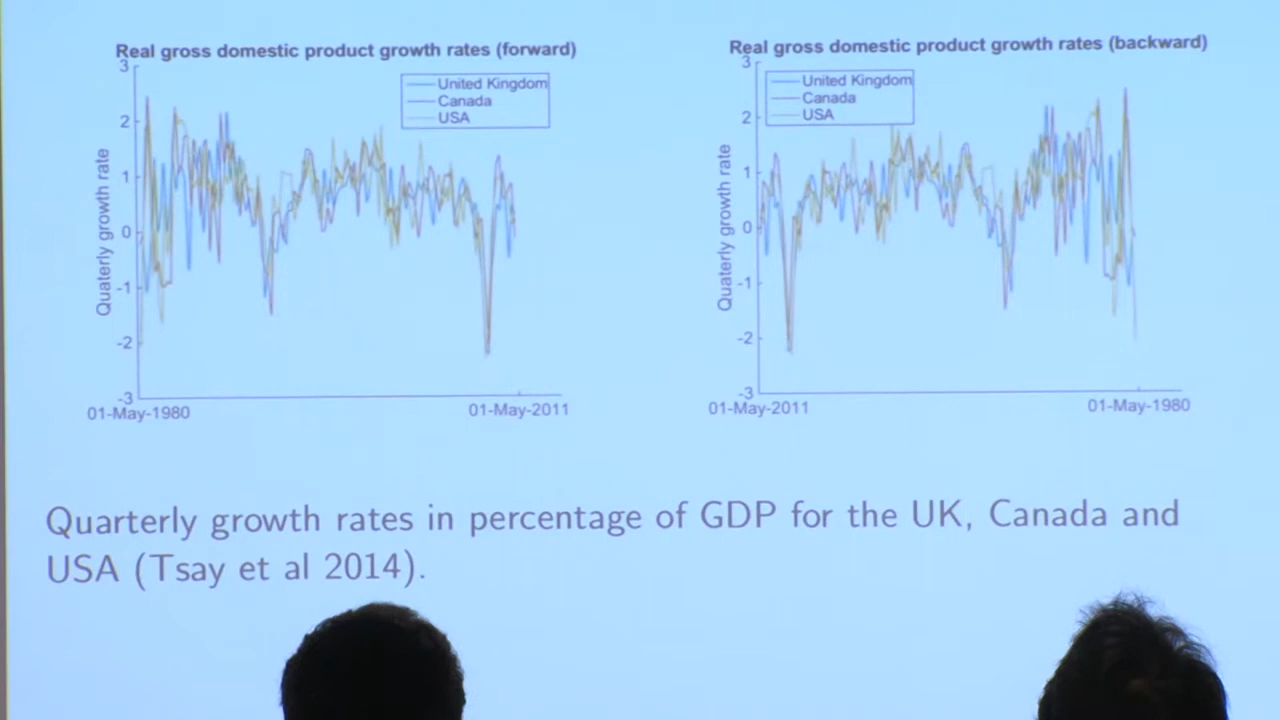 Real gross domestic product growth rates (forward)
3
2
1
0
-1
-2
-3
Quaterly growth rate
United Kingdom
Canada
USA
01-May-1980
01-May-2011
Real gross domestic product growth rates (backward)
3
2
1
0
-1
-2
-3
Quaterly growth rate
United Kingdom
Canada
USA
01-May-2011
01-May-1980
Quarterly growth rates in percentage of GDP for the UK, Canada and
USA (Tsay et al 2014).